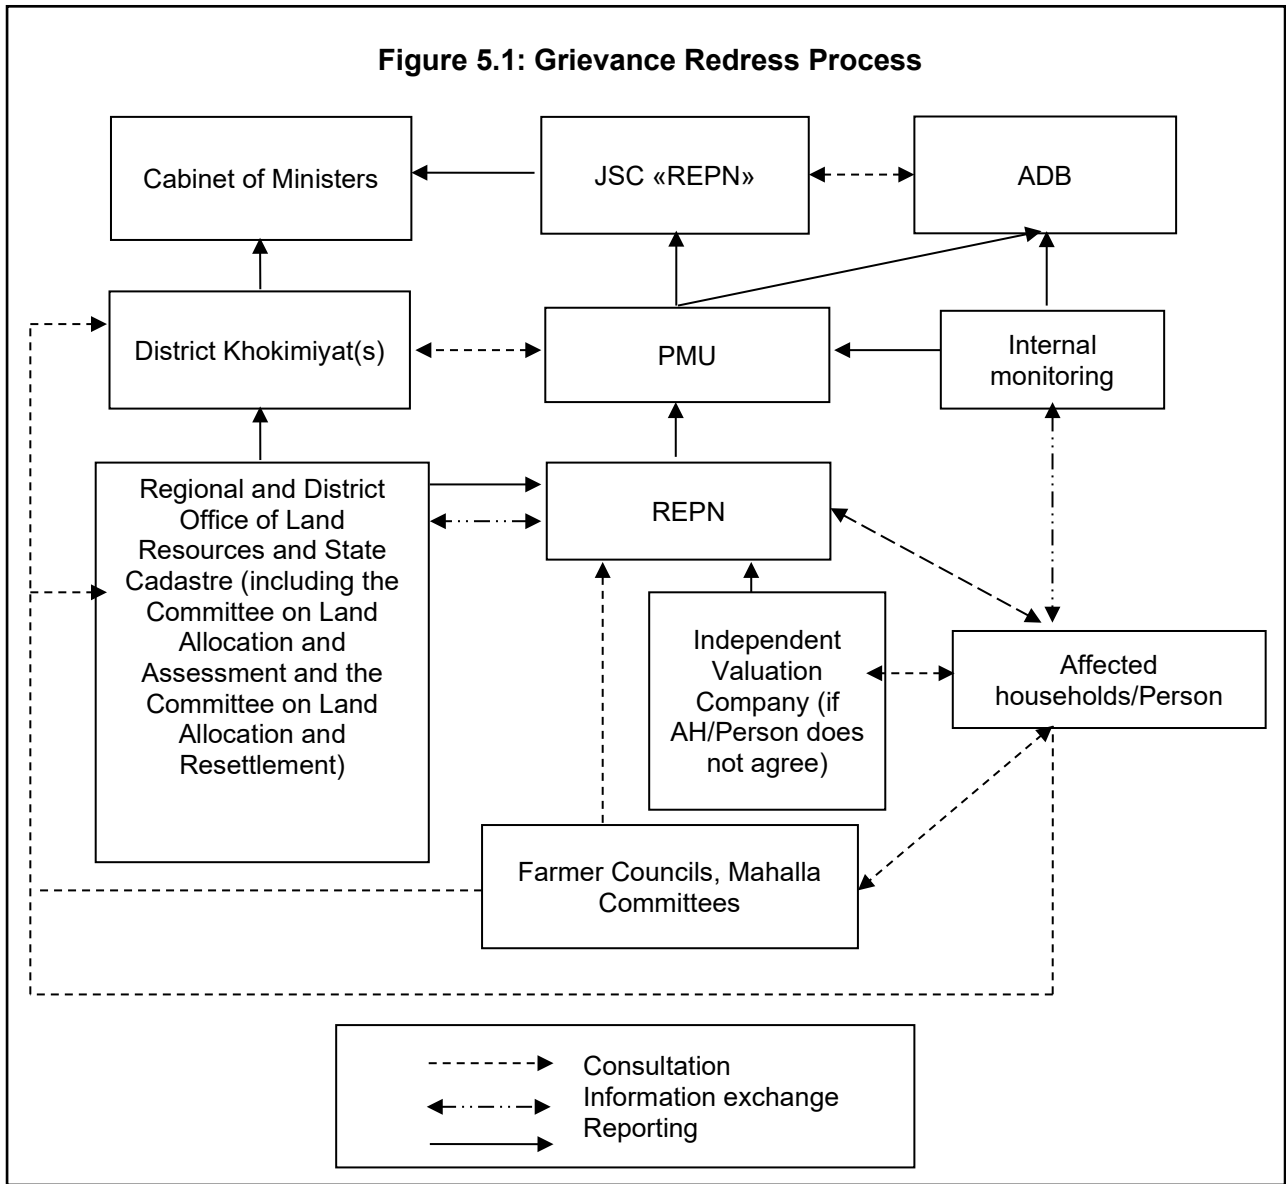 Figure 5.1: Grievance Redress Process
Cabinet of Ministers
JSC «REPN»
ADB
District Khokimiyat(s)
PMU
Internal
monitoring
Regional and District
Office of Land
Resources and State
Cadastre (including the
Committee on Land
Allocation and
Assessment and the
Committee on Land
Allocation and
Resettlement)
REPN
Independent
Valuation
Company (if
AH/Person does
not agree)
Affected
households/Person
Farmer Councils, Mahalla
Committees
Consultation
Information exchange
Reporting